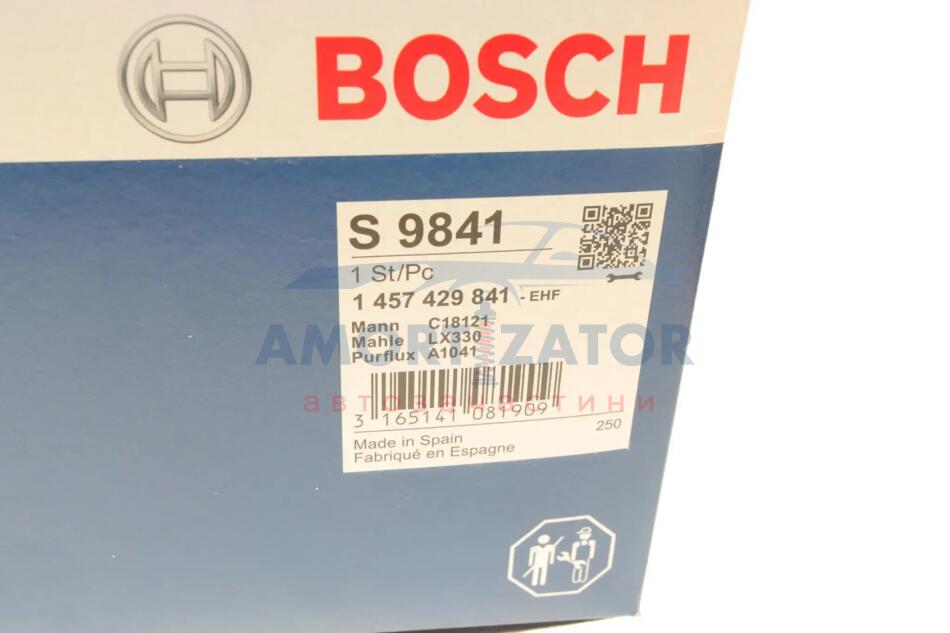 BOSCH
S 9841
1 St/Pc
1 457 429 841 - EHF
Mann C18121
Mahle LX330
Purflux A1041
AMORTIZATOR
автозапчастини
3 165141 081909
250
Made in Spain
Fabriqué en Espagne